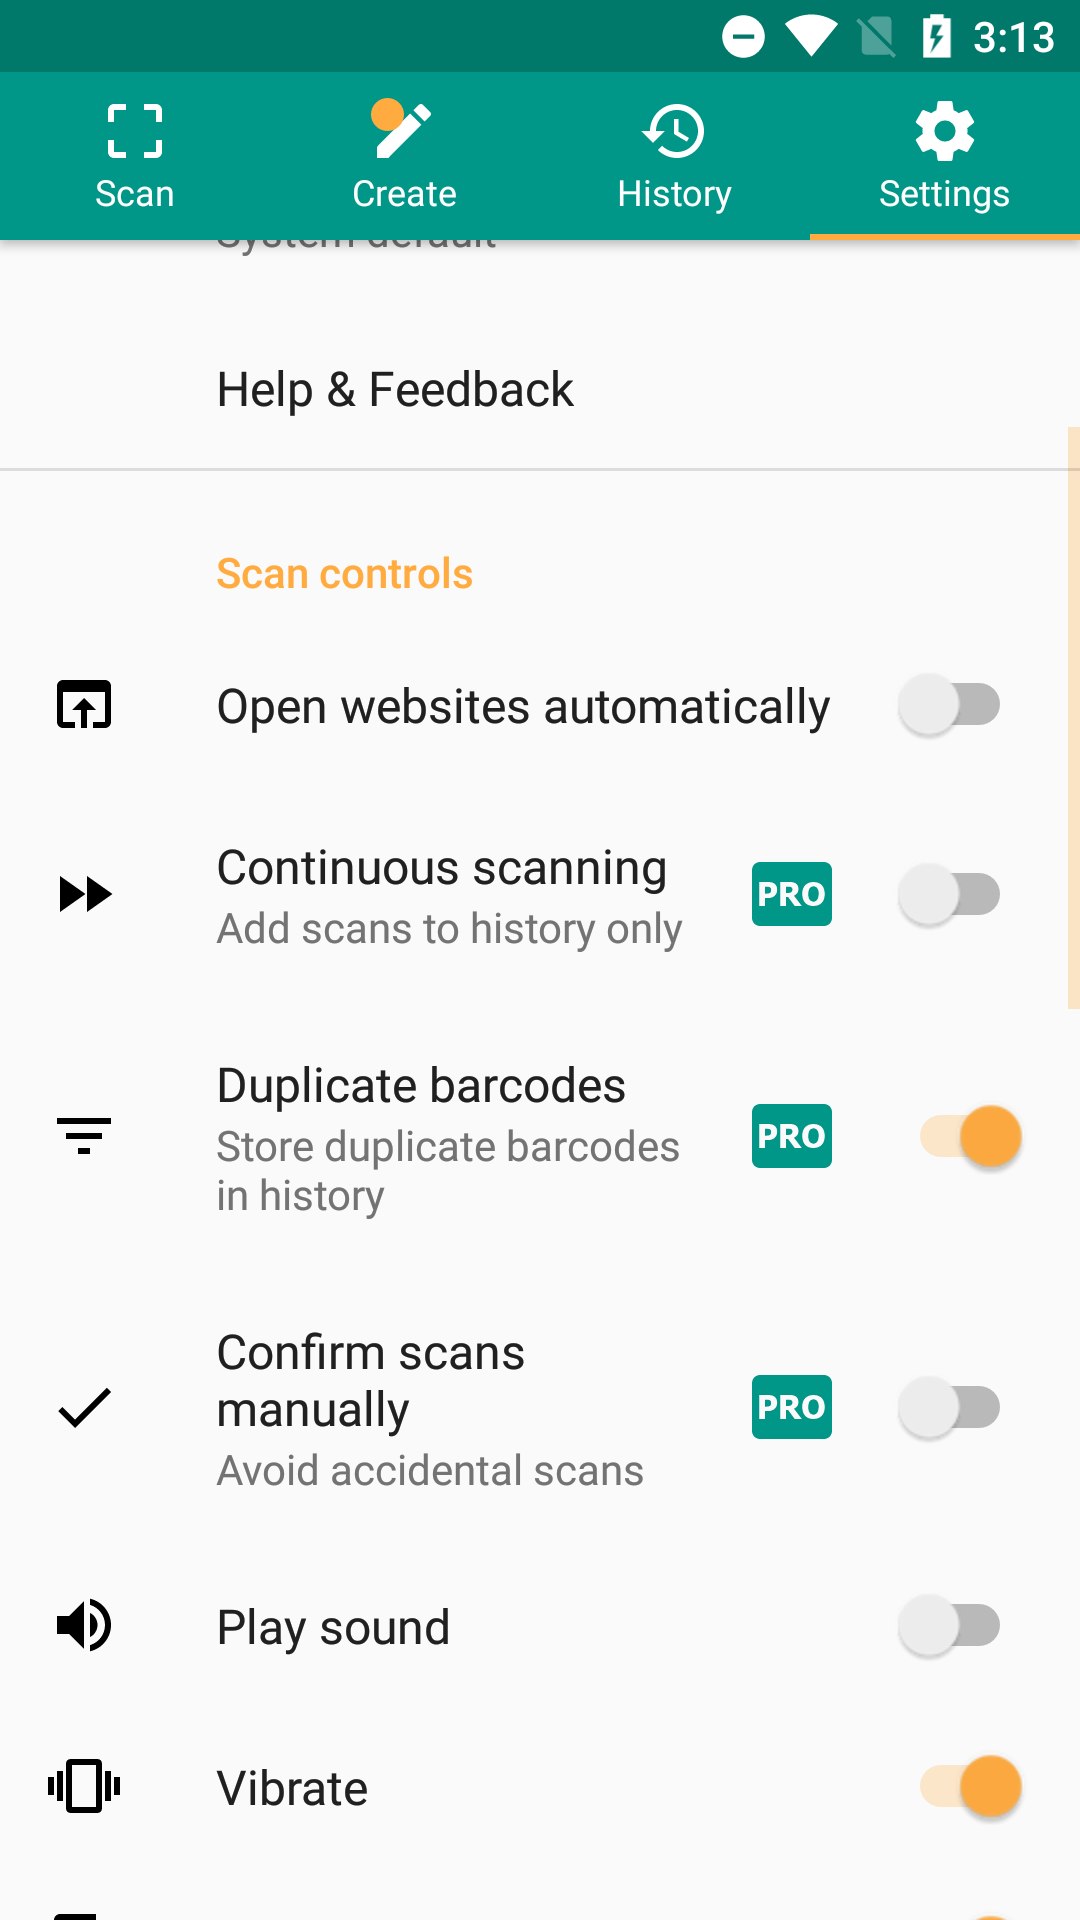 3:13
Scan
Create
History
Settings
System default
Help & Feedback
Scan controls
Open websites automatically
Continuous scanning
Add scans to history only
PRO
Duplicate barcodes
Store duplicate barcodes
in history
PRO
Confirm scans
manually
Avoid accidental scans
PRO
Play sound
Vibrate